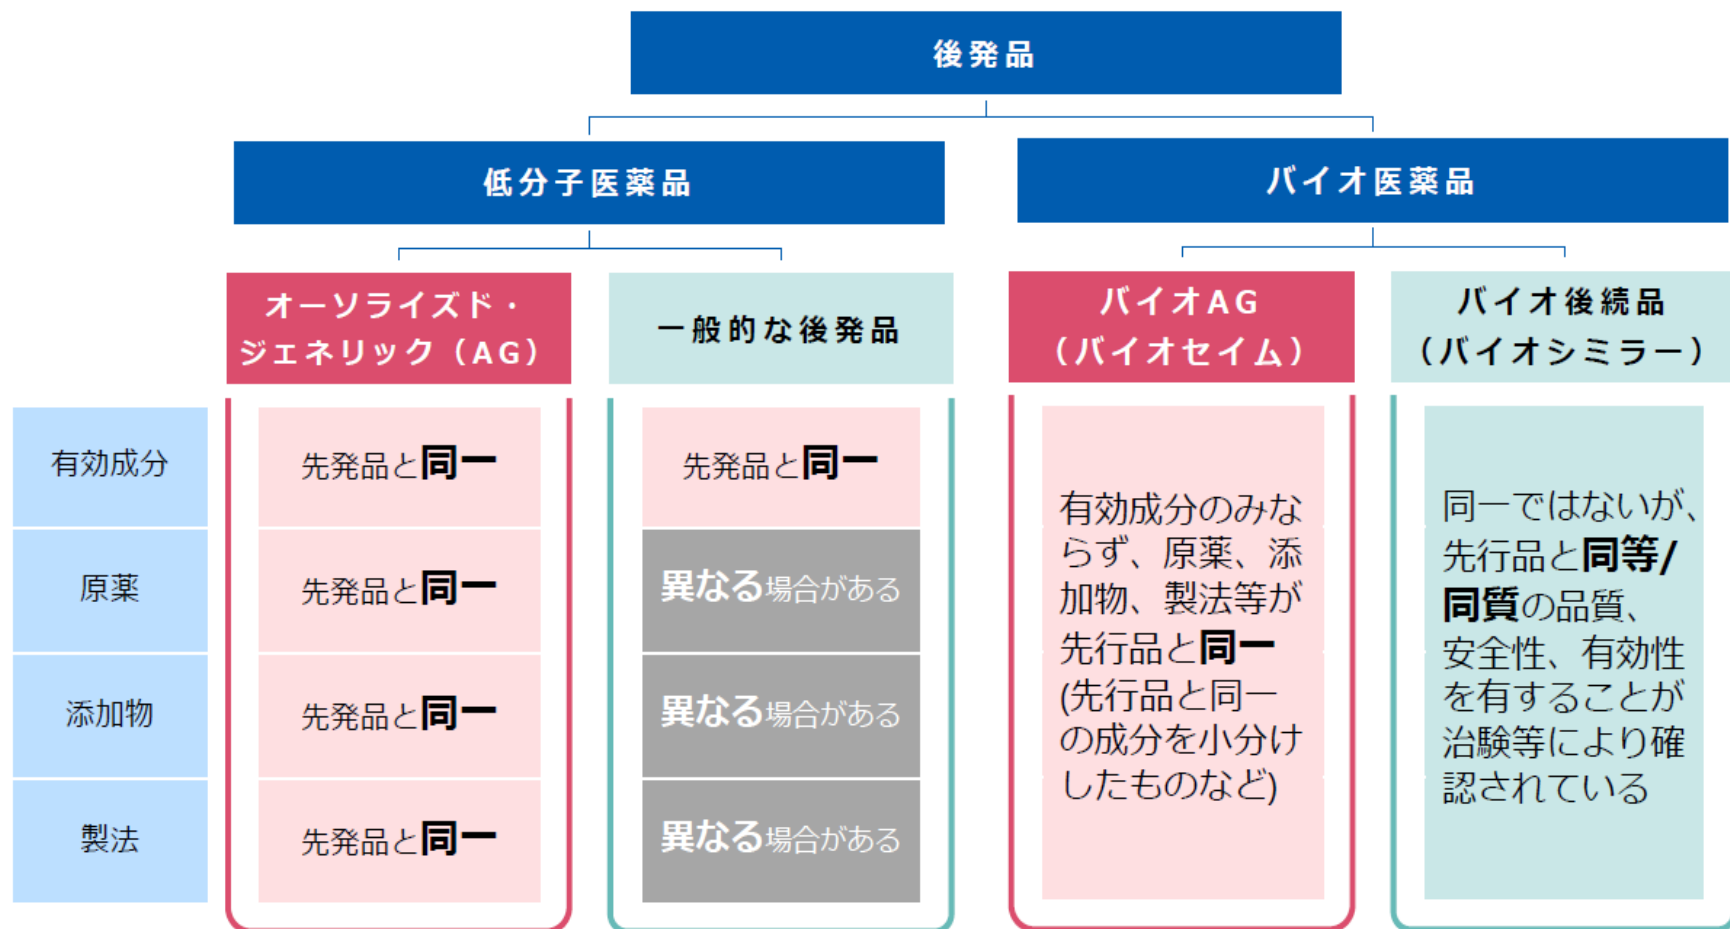 後発品
低分子医薬品
バイオ医薬品
オーソライズド・
ジェネリック（AG）
一般的な後発品
バイオAG
（バイオセイム）
バイオ後続品
（バイオシミラー）
有効成分
先発品と同一
先発品と同一
原薬
先発品と同一
異なる場合がある
添加物
先発品と同一
異なる場合がある
製法
先発品と同一
異なる場合がある
有効成分のみな
らず、原薬、添
加物、製法等が
先行品と同一
(先行品と同一
の成分を小分け
したものなど)
同一ではないが、
先行品と同等/
同質の品質、
安全性、有効性
を有することが
治験等により確
認されている